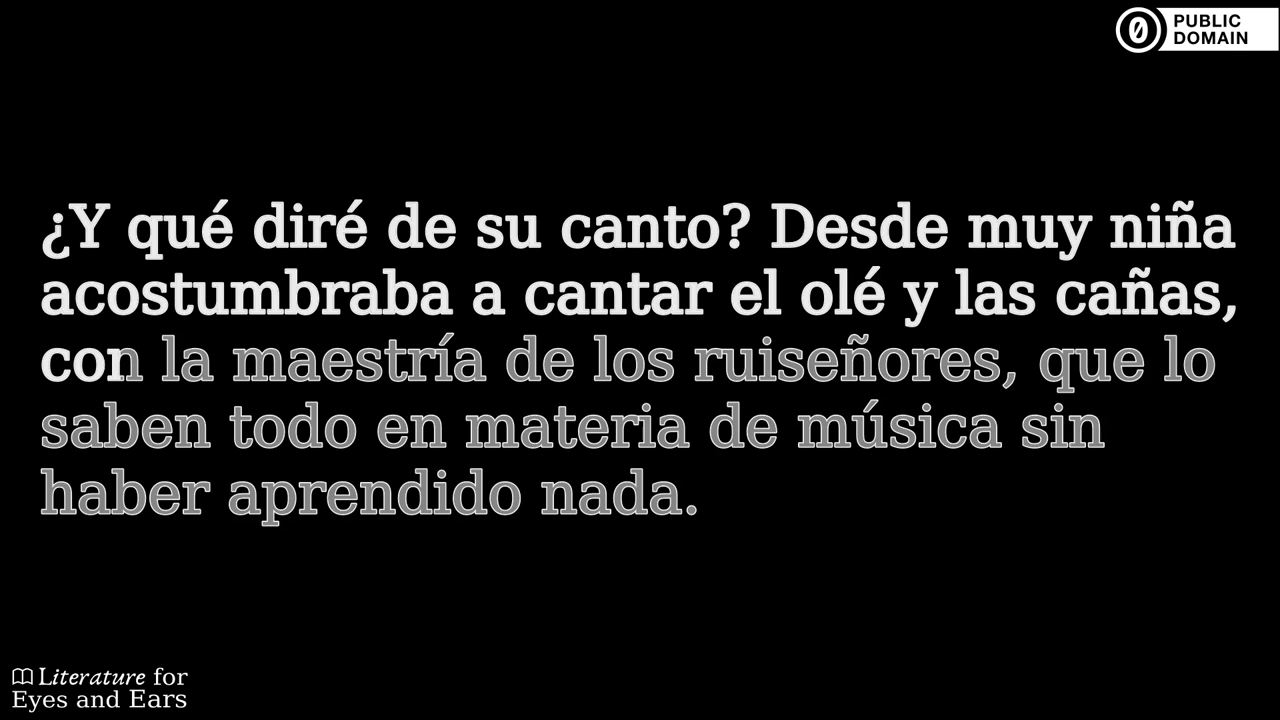 PUBLIC
DOMAIN
¿Y qué diré de su canto? Desde muy niña
acostumbraba a cantar el olé y las cañas,
con la maestría de los ruiseñores, que lo
saben todo en materia de música sin
haber aprendido nada.
Literature for
Eyes and Ears